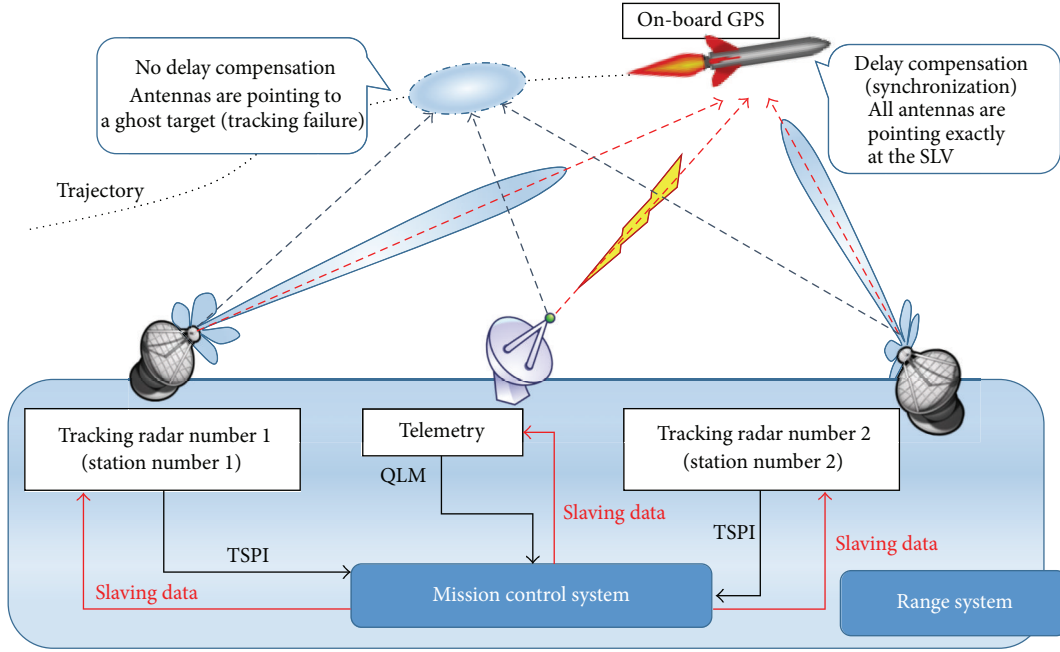 On-board GPS
No delay compensation
Antennas are pointing to
a ghost target (tracking failure)
Delay compensation
(synchronization)
All antennas are
pointing exactly
at the SLV
Trajectory
Tracking radar number 1
(station number 1)
Telemetry
Tracking radar number 2
(station number 2)
QLM
Slaving data
TSPI
TSPI
Slaving data
Slaving data
Mission control system
Range system